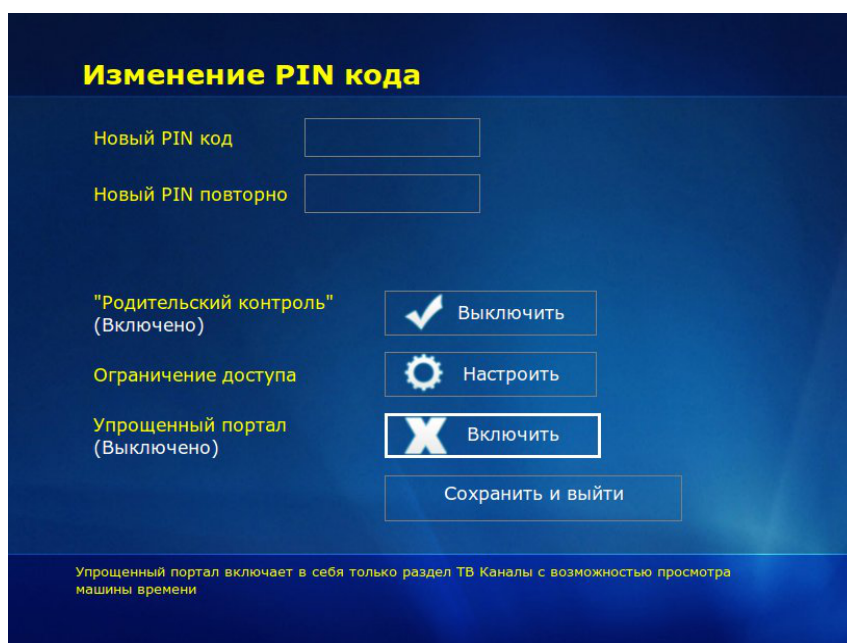 Изменение PIN кода
Новый PIN код
Новый PIN повторно
"Родительский контроль"
(Включено)
Выключить
Ограничение доступа
Настроить
Упрощенный портал
(Выключено)
Включить
Сохранить и выйти
Упрощенный портал включает в себя только раздел ТВ Каналы с возможностью просмотра
машины времени